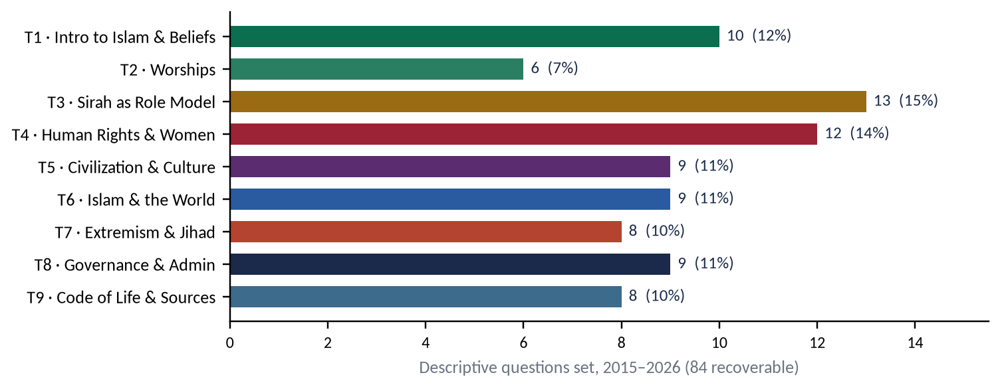 T1 · Intro to Islam & Beliefs 10 (12%)
T2 · Worships 6 (7%)
T3 · Sirah as Role Model 13 (15%)
T4 · Human Rights & Women 12 (14%)
T5 · Civilization & Culture 9 (11%)
T6 · Islam & the World 9 (11%)
T7 · Extremism & Jihad 8 (10%)
T8 · Governance & Admin 9 (11%)
T9 · Code of Life & Sources 8 (10%)
0 2 4 6 8 10 12 14
Descriptive questions set, 2015–2026 (84 recoverable)